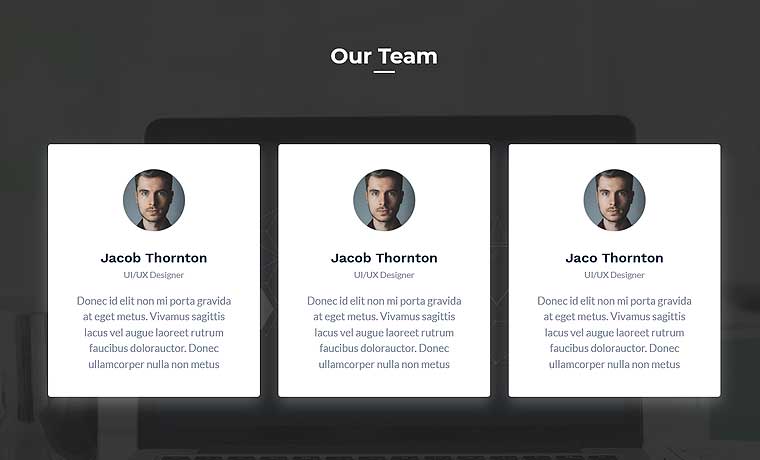 Our Team
Jacob Thornton
UI/UX Designer
Donec id elit non mi porta gravida
at eget metus. Vivamus sagittis
lacus vel augue laoreet rutrum
faucibus dolorauctor. Donec
ullamcorper nulla non metus
Jacob Thornton
UI/UX Designer
Donec id elit non mi porta gravida
at eget metus. Vivamus sagittis
lacus vel augue laoreet rutrum
faucibus dolorauctor. Donec
ullamcorper nulla non metus
Jaco Thornton
UI/UX Designer
Donec id elit non mi porta gravida
at eget metus. Vivamus sagittis
lacus vel augue laoreet rutrum
faucibus dolorauctor. Donec
ullamcorper nulla non metus